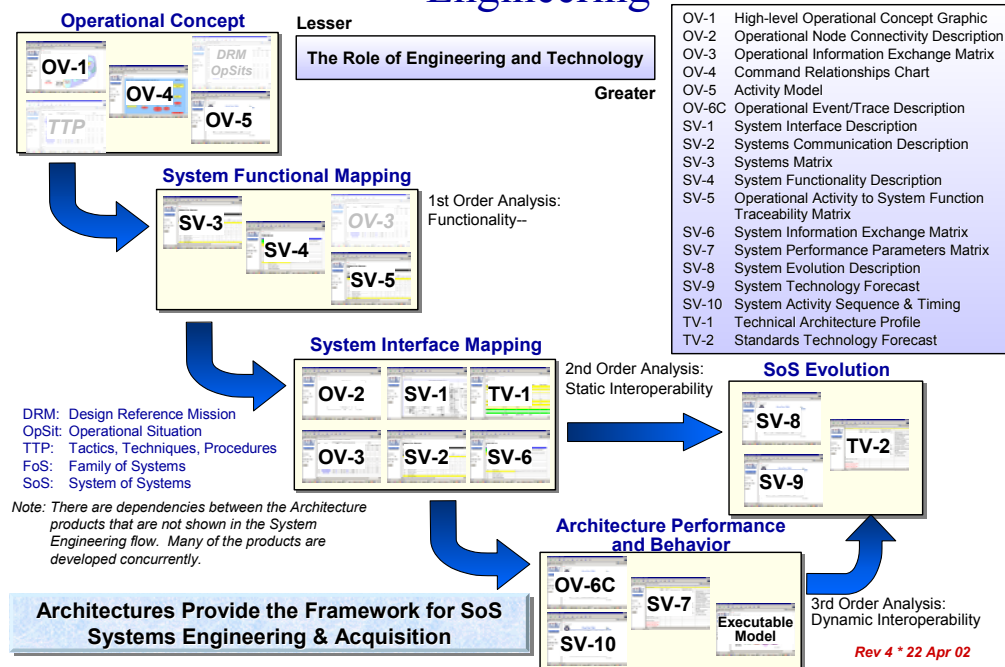 Engineering
Operational Concept
OV-1
DRM
OpSits
OV-4
TTP
OV-5
Lesser
The Role of Engineering and Technology
Greater
OV-1 High-level Operational Concept Graphic
OV-2 Operational Node Connectivity Description
OV-3 Operational Information Exchange Matrix
OV-4 Command Relationships Chart
OV-5 Activity Model
OV-6C Operational Event/Trace Description
SV-1 System Interface Description
SV-2 Systems Communication Description
SV-3 Systems Matrix
SV-4 System Functionality Description
SV-5 Operational Activity to System Function
Traceability Matrix
SV-6 System Information Exchange Matrix
SV-7 System Performance Parameters Matrix
SV-8 System Evolution Description
SV-9 System Technology Forecast
SV-10 System Activity Sequence & Timing
TV-1 Technical Architecture Profile
TV-2 Standards Technology Forecast
System Functional Mapping
SV-3
SV-4
OV-3
SV-5
1st Order Analysis:
Functionality--
System Interface Mapping
OV-2
SV-1
TV-1
OV-3
SV-2
SV-6
2nd Order Analysis:
Static Interoperability
SoS Evolution
SV-8
SV-9
TV-2
DRM: Design Reference Mission
OpSit: Operational Situation
TTP: Tactics, Techniques, Procedures
FoS: Family of Systems
SoS: System of Systems
Note: There are dependencies between the Architecture
products that are not shown in the System
Engineering flow. Many of the products are
developed concurrently.
Architecture Performance
and Behavior
OV-6C
SV-10
SV-7
Executable
Model
3rd Order Analysis:
Dynamic Interoperability
Architectures Provide the Framework for SoS
Systems Engineering & Acquisition
Rev 4 * 22 Apr 02